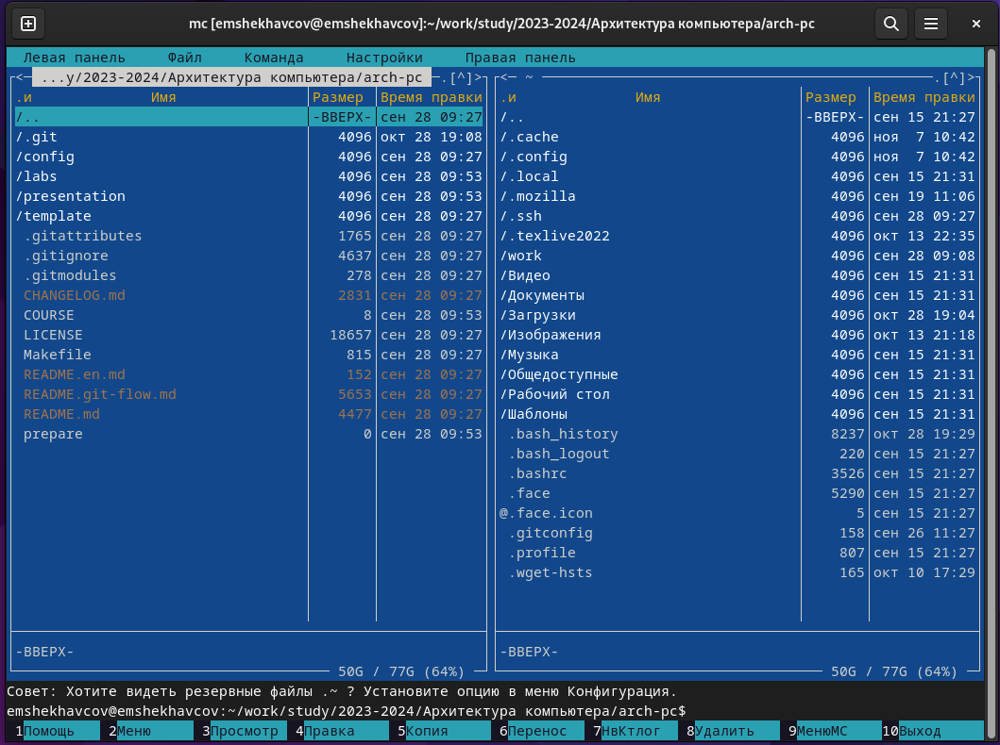 mc [emshekhavcov@emshekhavcov]:~/work/study/2023-2024/Архитектура компьютера/arch-pc
Левая панель Файл Команда Настройки Правая панель
<— ...у/2023-2024/Архитектура компьютера/arch-pc —.[^]> <— ~ —.[^]>
.и Имя Размер Время правки .и Имя Размер Время правки
/.. -ВВЕРХ- сен 28 09:27 /.. -ВВЕРХ- сен 15 21:27
/.git 4096 окт 28 19:08 /.cache 4096 ноя 7 10:42
/config 4096 сен 28 09:27 /.config 4096 ноя 7 10:42
/labs 4096 сен 28 09:53 /.local 4096 сен 15 21:31
/presentation 4096 сен 28 09:53 /.mozilla 4096 сен 19 11:06
/template 4096 сен 28 09:27 /.ssh 4096 сен 28 09:27
.gitattributes 1765 сен 28 09:27 /.texlive2022 4096 окт 13 22:35
.gitignore 4637 сен 28 09:27 /work 4096 сен 28 09:08
.gitmodules 278 сен 28 09:27 /Видео 4096 сен 15 21:31
CHANGELOG.md 2831 сен 28 09:27 /Документы 4096 сен 15 21:31
COURSE 8 сен 28 09:53 /Загрузки 4096 окт 28 19:04
LICENSE 18657 сен 28 09:27 /Изображения 4096 окт 13 21:18
Makefile 815 сен 28 09:27 /Музыка 4096 сен 15 21:31
README.en.md 152 сен 28 09:27 /Общедоступные 4096 сен 15 21:31
README.git-flow.md 5653 сен 28 09:27 /Рабочий стол 4096 сен 15 21:31
README.md 4477 сен 28 09:27 /Шаблоны 4096 сен 15 21:31
prepare 0 сен 28 09:53 .bash_history 8237 окт 28 19:29
.bash_logout 220 сен 15 21:27
.bashrc 3526 сен 15 21:27
.face 5290 сен 15 21:27
@.face.icon 5 сен 15 21:27
.gitconfig 158 сен 26 11:27
.profile 807 сен 15 21:27
.wget-hsts 165 окт 10 17:29
-ВВЕРХ- -ВВЕРХ-
50G / 77G (64%) 50G / 77G (64%)
Совет: Хотите видеть резервные файлы .~ ? Установите опцию в меню Конфигурация.
emshekhavcov@emshekhavcov:~/work/study/2023-2024/Архитектура компьютера/arch-pc$
1Помощь 2Меню 3Просмотр 4Правка 5Копия 6Перенос 7НвКтлог 8Удалить 9МенюМС 10Выход